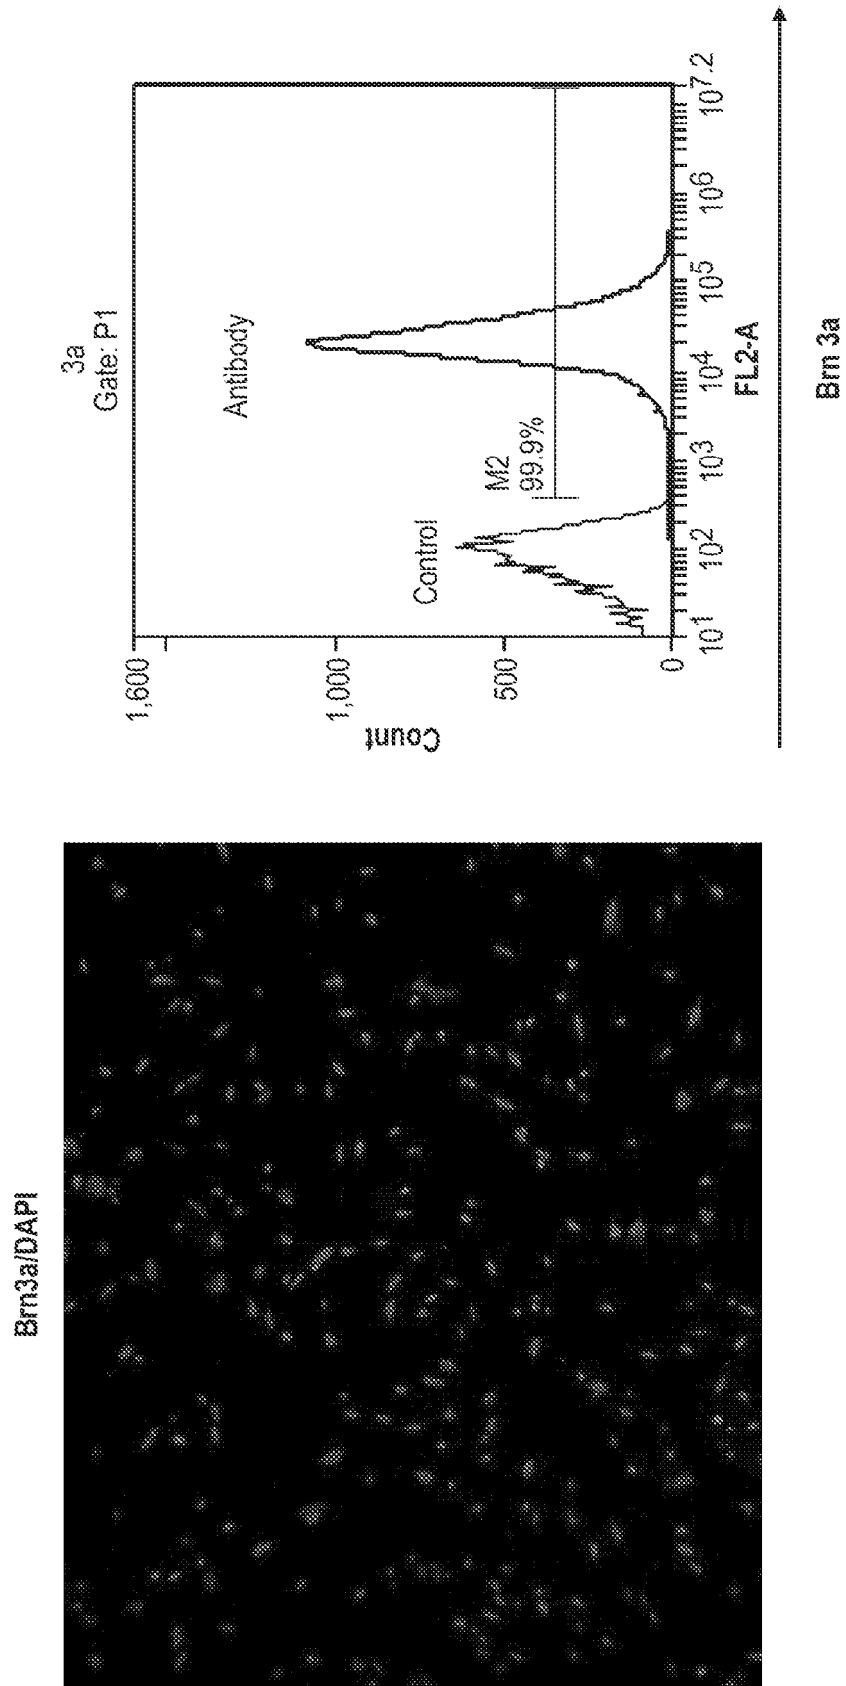 Brn3a/DAPI
3a
Gate: P1
1,600
1,000
500
0
Count
Control
Antibody
M2
99.9%
10^1 10^2 10^3 10^4 10^5 10^6 10^7.2
FL2-A
Brn 3a